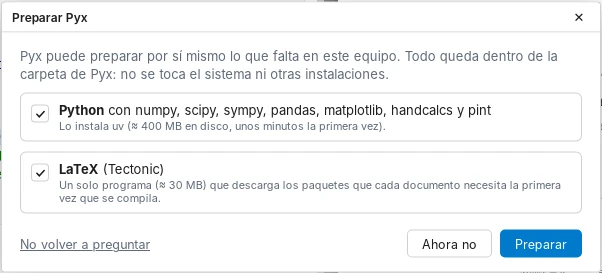 Preparar Pyx
Pyx puede preparar por sí mismo lo que falta en este equipo. Todo queda dentro de la
carpeta de Pyx: no se toca el sistema ni otras instalaciones.
Python con numpy, scipy, sympy, pandas, matplotlib, handcalcs y pint
Lo instala uv (≈ 400 MB en disco, unos minutos la primera vez).
LaTeX (Tectonic)
Un solo programa (≈ 30 MB) que descarga los paquetes que cada documento necesita la primera
vez que se compila.
No volver a preguntar
Ahora no
Preparar